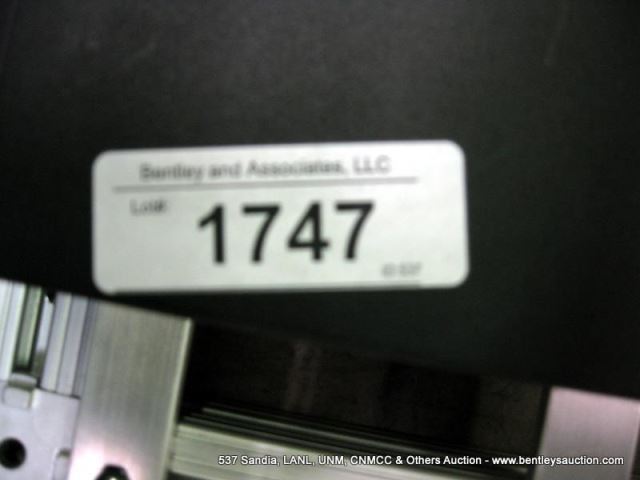 Bentley and Associates, LLC
Lot#:
1747
537 Sandia, LANL, UNM, CNMCC & Others Auction - www.bentleysauction.com